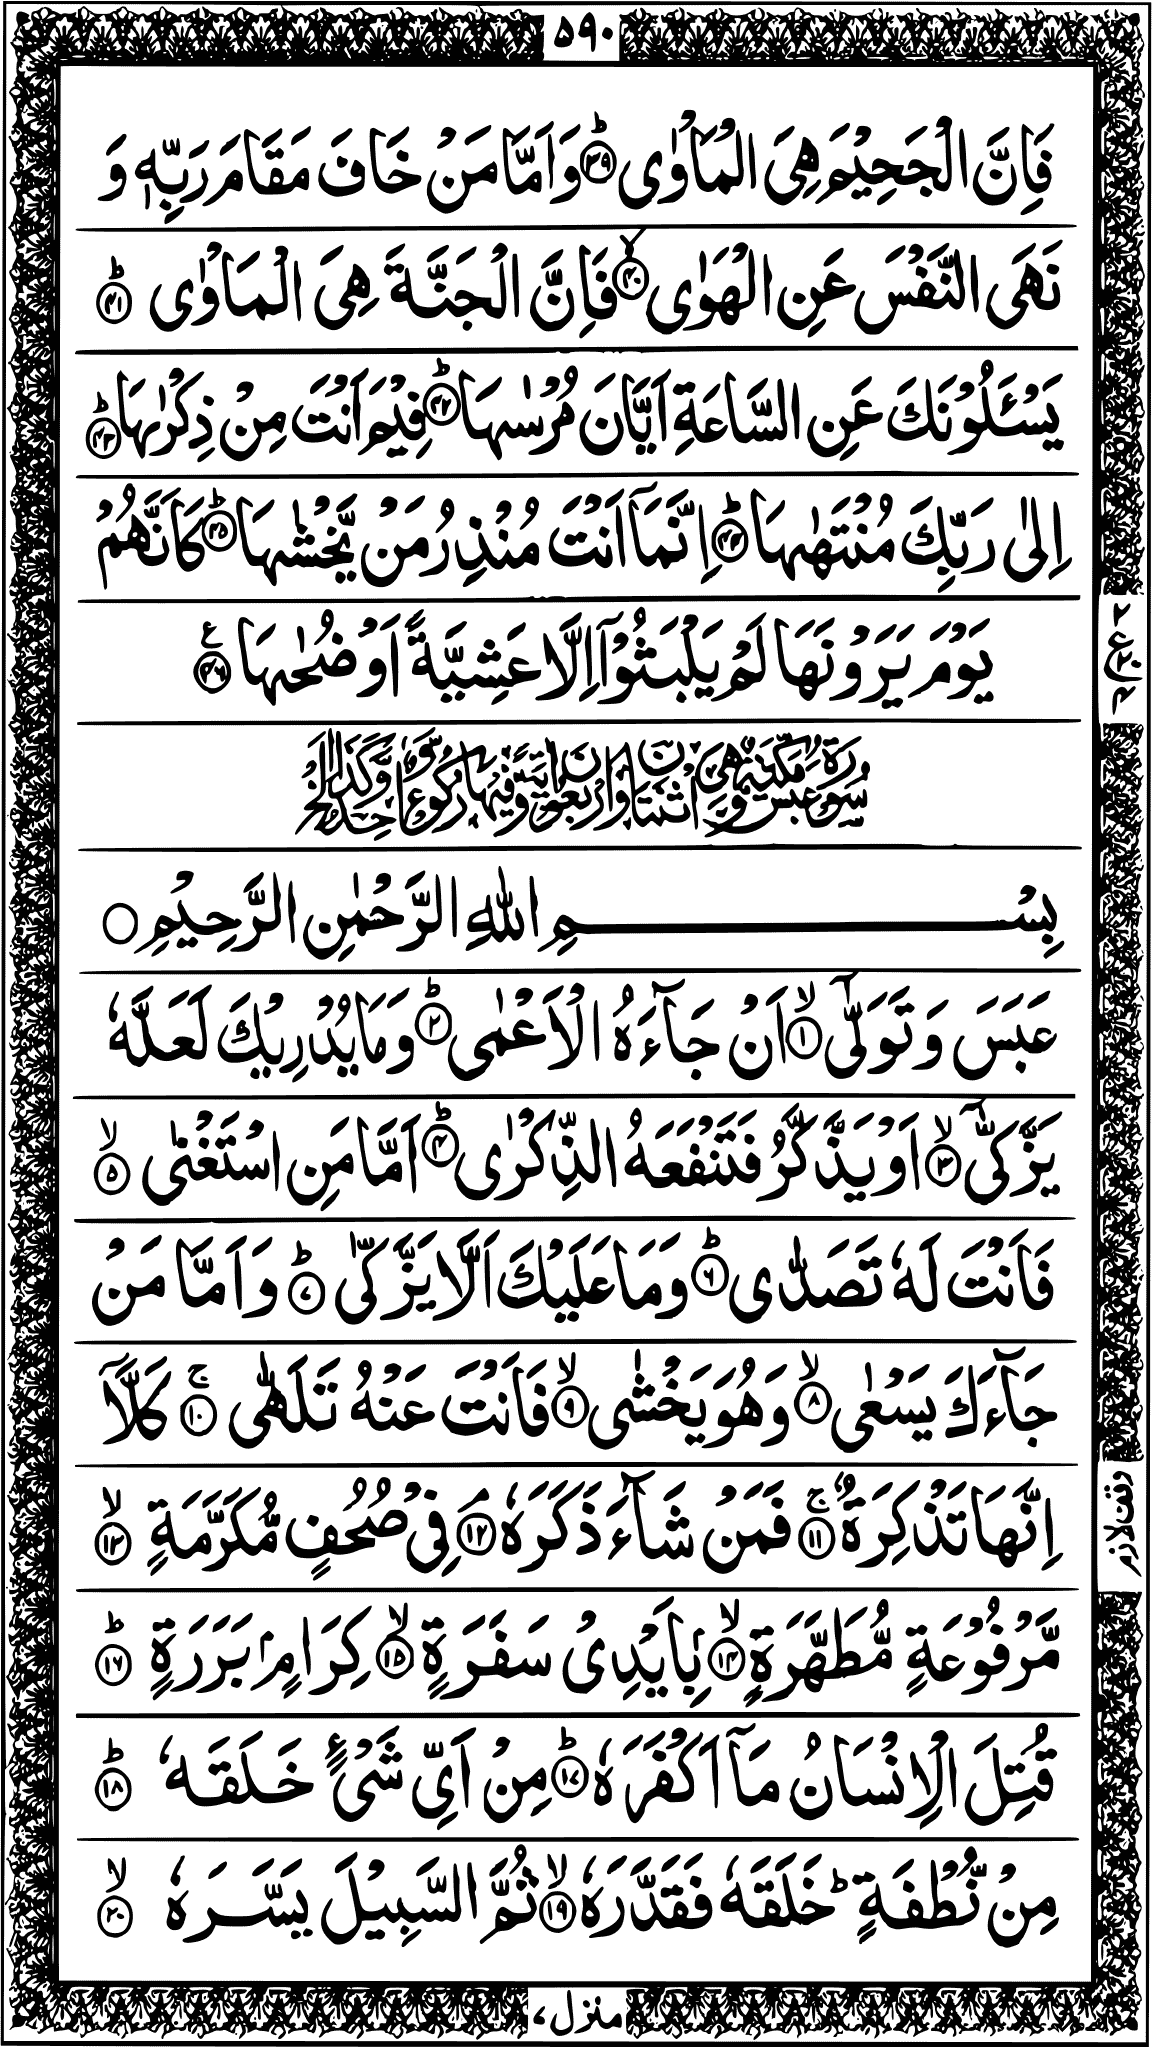 ۵۹۰
فَاِنَّ الْجَحِيْمَ هِيَ الْمَاْوٰى ؕ﴿۳۹﴾ وَاَمَّا مَنْ خَافَ مَقَامَ رَبِّهٖ وَ
نَهَى النَّفْسَ عَنِ الْهَوٰى ۙ﴿۴۰﴾ فَاِنَّ الْجَنَّةَ هِيَ الْمَاْوٰى ؕ﴿۴۱﴾
يَسْـَٔلُوْنَكَ عَنِ السَّاعَةِ اَيَّانَ مُرْسٰىهَا ؕ﴿۴۲﴾ فِيْمَ اَنْتَ مِنْ ذِكْرٰىهَا ؕ﴿۴۳﴾
اِلٰى رَبِّكَ مُنْتَهٰىهَا ؕ﴿۴۴﴾ اِنَّمَاۤ اَنْتَ مُنْذِرُ مَنْ يَّخْشٰىهَا ؕ﴿۴۵﴾ كَاَنَّهُمْ
يَوْمَ يَرَوْنَهَا لَمْ يَلْبَثُوْۤا اِلَّا عَشِيَّةً اَوْ ضُحٰىهَا ﴿۴۶﴾ ع
سُوْرَةُ عَبَسَ مَكِّيَّةٌ وَّهِيَ اثْنَتَانِ وَاَرْبَعُوْنَ اٰيَةً وَّفِيْهَا رُكُوْعٌ وَّاحِدٌ
بِسْمِ اللّٰهِ الرَّحْمٰنِ الرَّحِيْمِ
عَبَسَ وَتَوَلّٰىۤ ۙ﴿۱﴾ اَنْ جَآءَهُ الْاَعْمٰى ؕ﴿۲﴾ وَمَا يُدْرِيْكَ لَعَلَّهٗ
يَزَّكّٰىۤ ۙ﴿۳﴾ اَوْ يَذَّكَّرُ فَتَنْفَعَهُ الذِّكْرٰى ؕ﴿۴﴾ اَمَّا مَنِ اسْتَغْنٰى ۙ﴿۵﴾
فَاَنْتَ لَهٗ تَصَدّٰى ؕ﴿۶﴾ وَمَا عَلَيْكَ اَلَّا يَزَّكّٰى ؕ﴿۷﴾ وَاَمَّا مَنْ
جَآءَكَ يَسْعٰى ۙ﴿۸﴾ وَهُوَ يَخْشٰى ۙ﴿۹﴾ فَاَنْتَ عَنْهُ تَلَهّٰى ۚ﴿۱۰﴾ كَلَّاۤ
اِنَّهَا تَذْكِرَةٌ ۚ﴿۱۱﴾ فَمَنْ شَآءَ ذَكَرَهٗ ۘ﴿۱۲﴾ فِيْ صُحُفٍ مُّكَرَّمَةٍ ۙ﴿۱۳﴾
مَّرْفُوْعَةٍ مُّطَهَّرَةٍۭ ۙ﴿۱۴﴾ بِاَيْدِيْ سَفَرَةٍ ۙ﴿۱۵﴾ كِرَامٍۭ بَرَرَةٍ ؕ﴿۱۶﴾
قُتِلَ الْاِنْسَانُ مَاۤ اَكْفَرَهٗ ؕ﴿۱۷﴾ مِنْ اَيِّ شَيْءٍ خَلَقَهٗ ؕ﴿۱۸﴾
مِنْ نُّطْفَةٍ ؕ خَلَقَهٗ فَقَدَّرَهٗ ۙ﴿۱۹﴾ ثُمَّ السَّبِيْلَ يَسَّرَهٗ ۙ﴿۲۰﴾
وقف لازم
منزل ۷